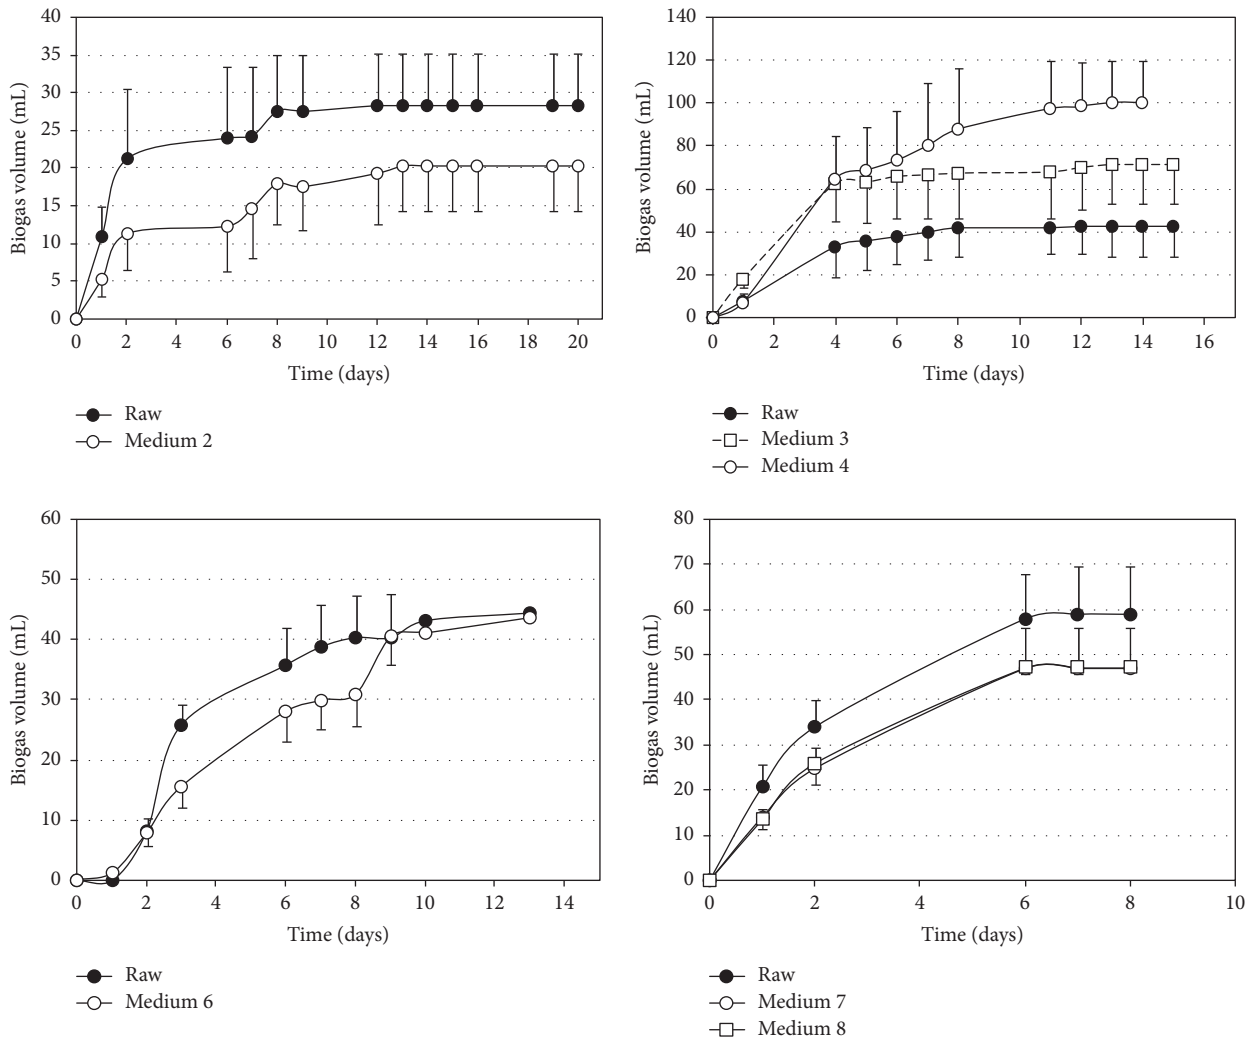 40
35
30
25
20
15
10
5
0
Biogas volume (mL)
0 2 4 6 8 10 12 14 16 18 20
Time (days)
Raw
Medium 2
140
120
100
80
60
40
20
0
Biogas volume (mL)
0 2 4 6 8 10 12 14 16
Time (days)
Raw
Medium 3
Medium 4
60
50
40
30
20
10
0
Biogas volume (mL)
0 2 4 6 8 10 12 14
Time (days)
Raw
Medium 6
80
70
60
50
40
30
20
10
0
Biogas volume (mL)
0 2 4 6 8 10
Time (days)
Raw
Medium 7
Medium 8